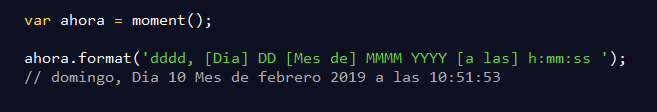 var ahora = moment();
ahora.format('dddd, [Dia] DD [Mes de] MMMM YYYY [a las] h:mm:ss ');
// domingo, Dia 10 Mes de febrero 2019 a las 10:51:53